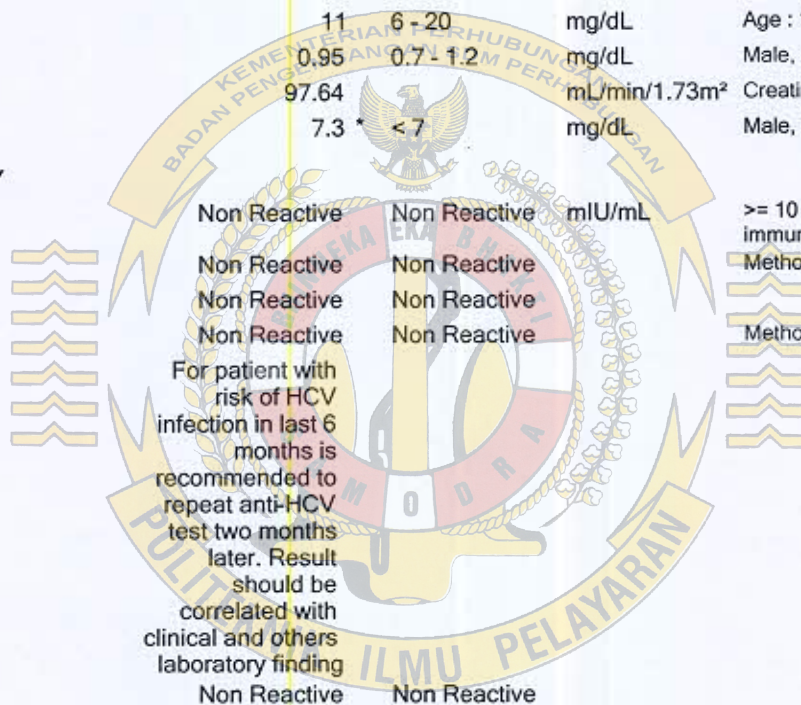 11 6 - 20 mg/dL Age :
0.95 0.7 - 1.2 mg/dL Male,
97.64 mL/min/1.73m² Creati
7.3 * < 7 mg/dL Male,
Non Reactive Non Reactive mIU/mL >= 10
immun
Non Reactive Non Reactive Metho
Non Reactive Non Reactive
Non Reactive Non Reactive Metho
For patient with
risk of HCV
infection in last 6
months is
recommended to
repeat anti-HCV
test two months
later. Result
should be
correlated with
clinical and others
laboratory finding
Non Reactive Non Reactive
KEMENTERIAN PERHUBUNGAN
BADAN PENGEMBANGAN SDM PERHUBUNGAN
BHINNEKA EKA BHAKTI
SAMODRA
POLITEKNIK ILMU PELAYARAN